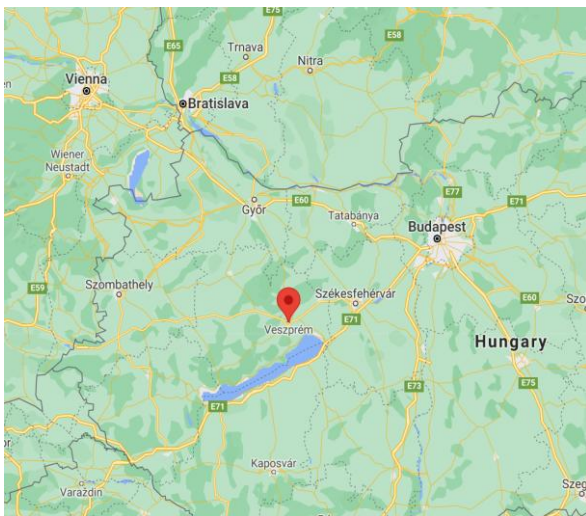 E75
E58
E65
Trnava
Nitra
Vienna
E58
Bratislava
Wiener
Neustadt
E77
E71
Győr
E60
Tatabánya
Budapest
E59
Szombathely
Székesfehérvár
E60
Veszprém
E71
Hungary
E73
E75
E71
Kaposvár
Varaždin